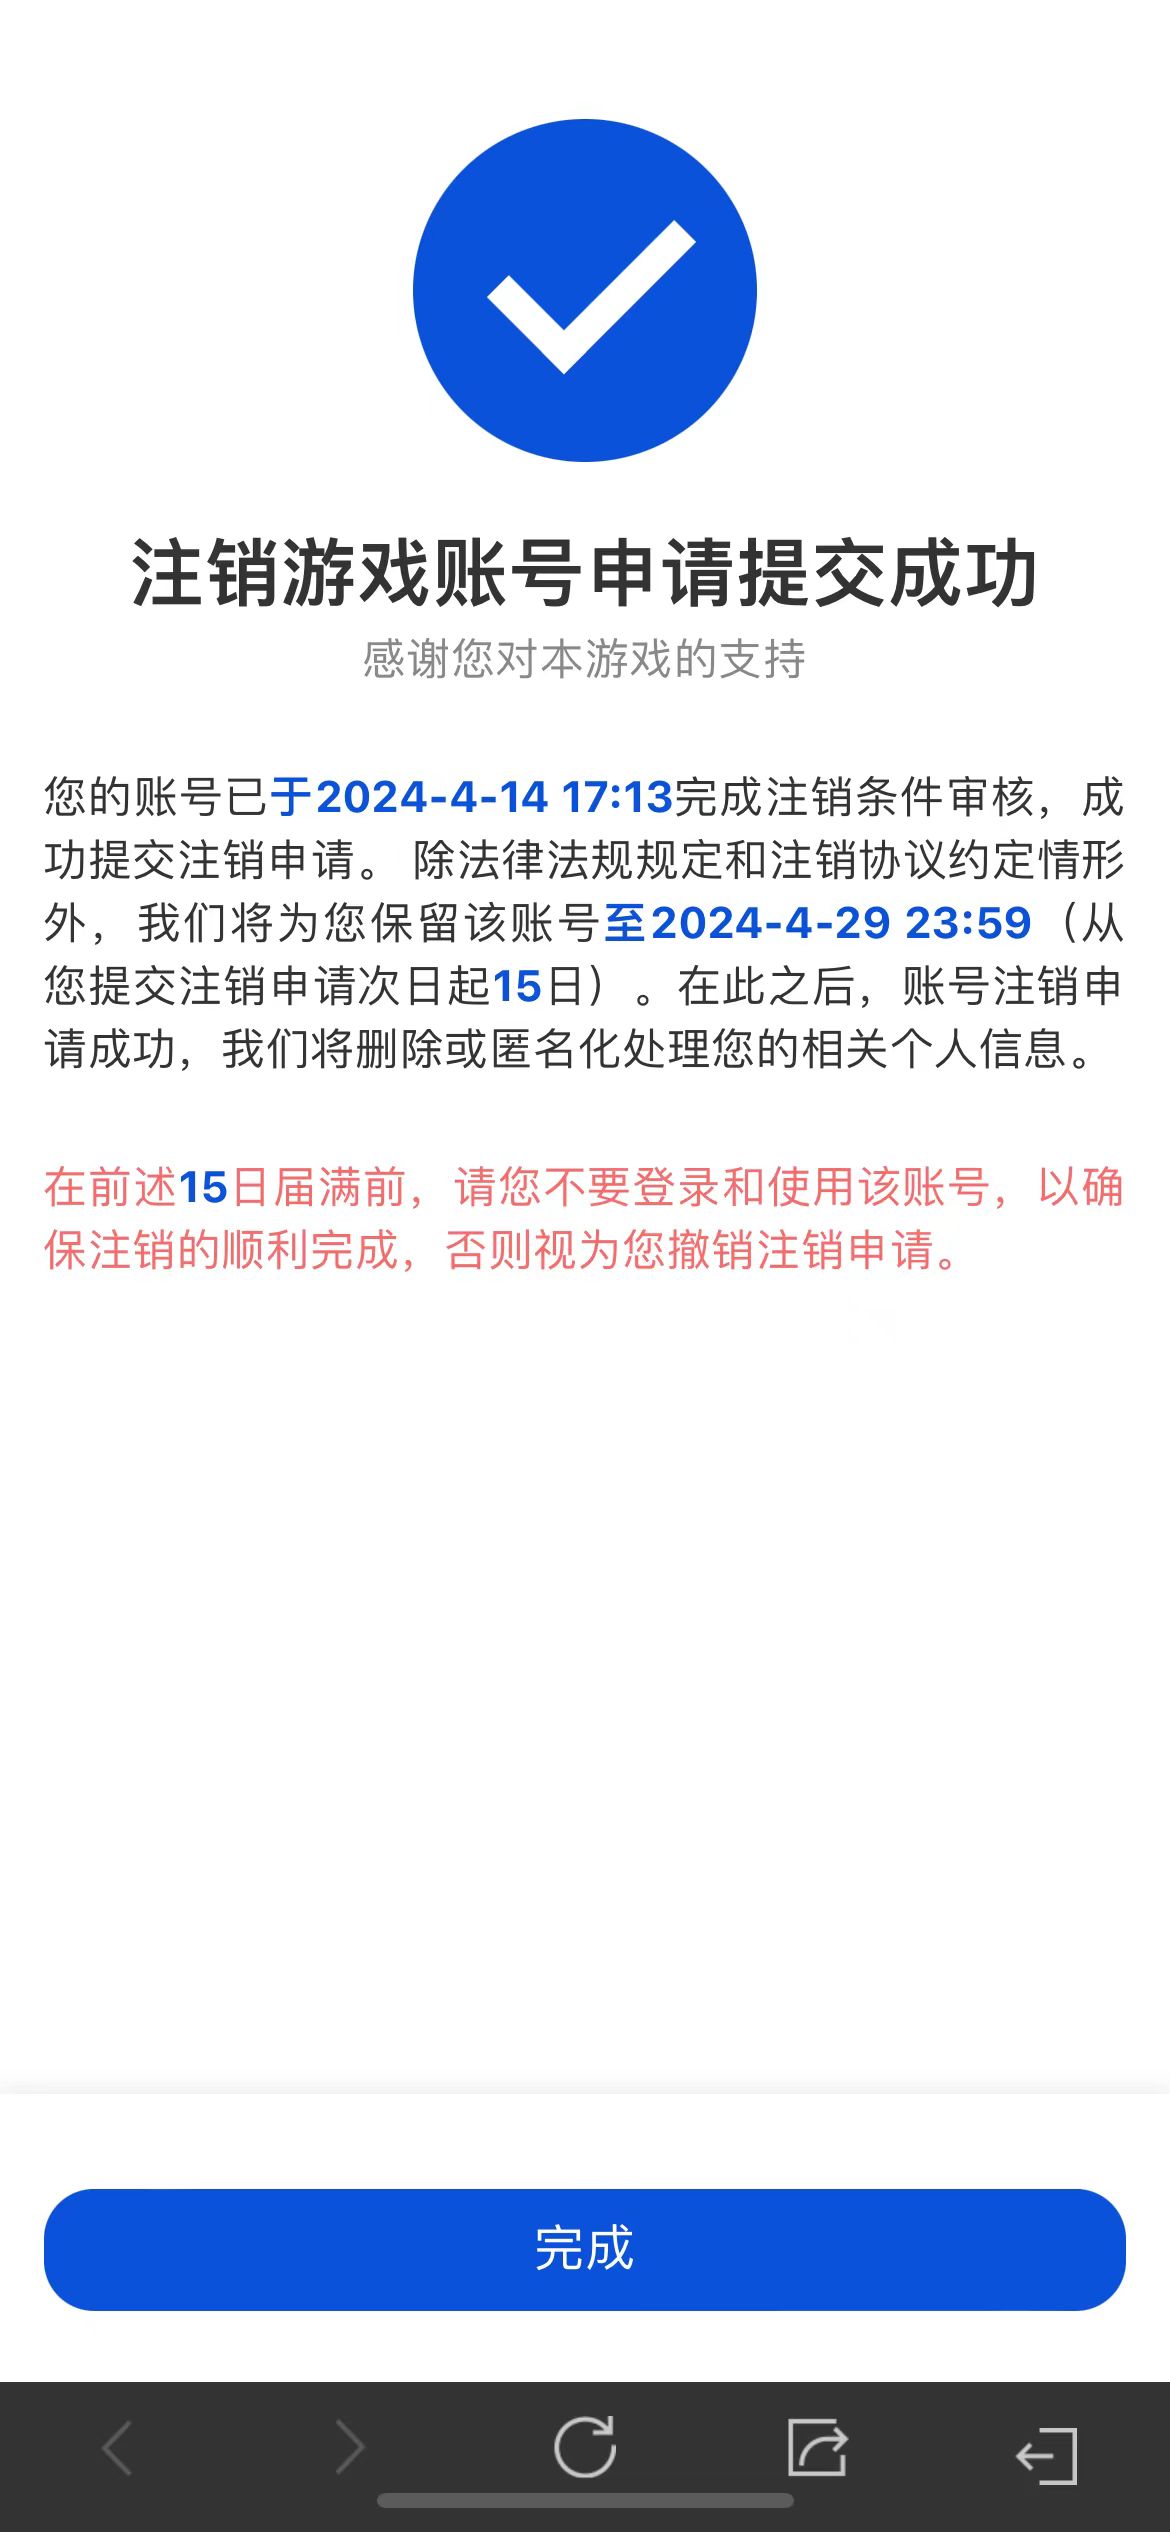 注销游戏账号申请提交成功
感谢您对本游戏的支持
您的账号已于2024-4-14 17:13完成注销条件审核，成
功提交注销申请。 除法律法规规定和注销协议约定情形
外，我们将为您保留该账号至2024-4-29 23:59（从
您提交注销申请次日起15日）。在此之后，账号注销申
请成功，我们将删除或匿名化处理您的相关个人信息。
在前述15日届满前，请您不要登录和使用该账号，以确
保注销的顺利完成，否则视为您撤销注销申请。
完成